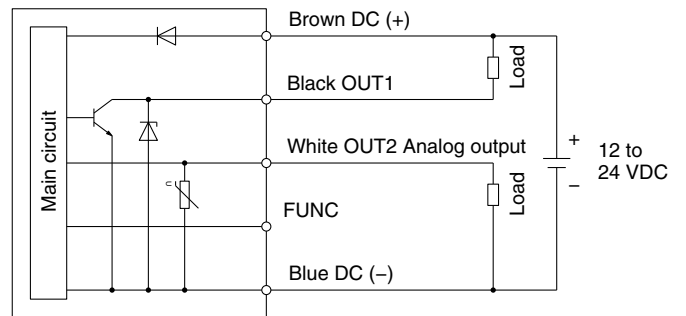 Brown DC (+)
Main circuit
Load
Black OUT1
White OUT2 Analog output
+
12 to
24 VDC
−
Load
U
FUNC
Blue DC (−)